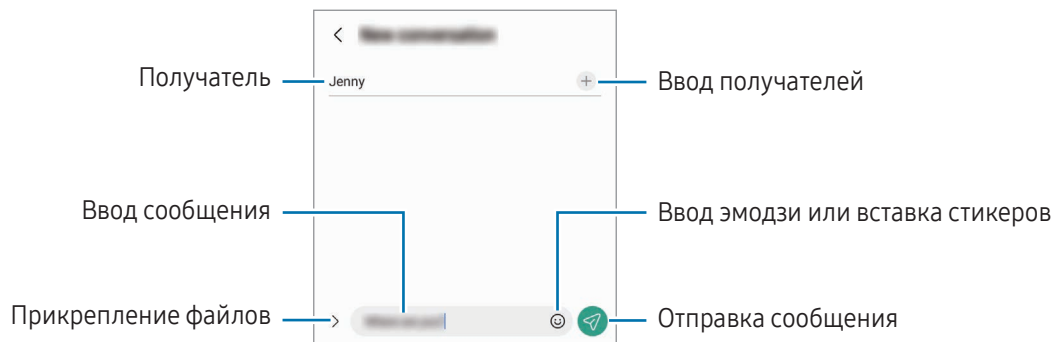 Получатель
Jenny
Ввод получателей
Ввод сообщения
Ввод эмодзи или вставка стикеров
Прикрепление файлов
Отправка сообщения